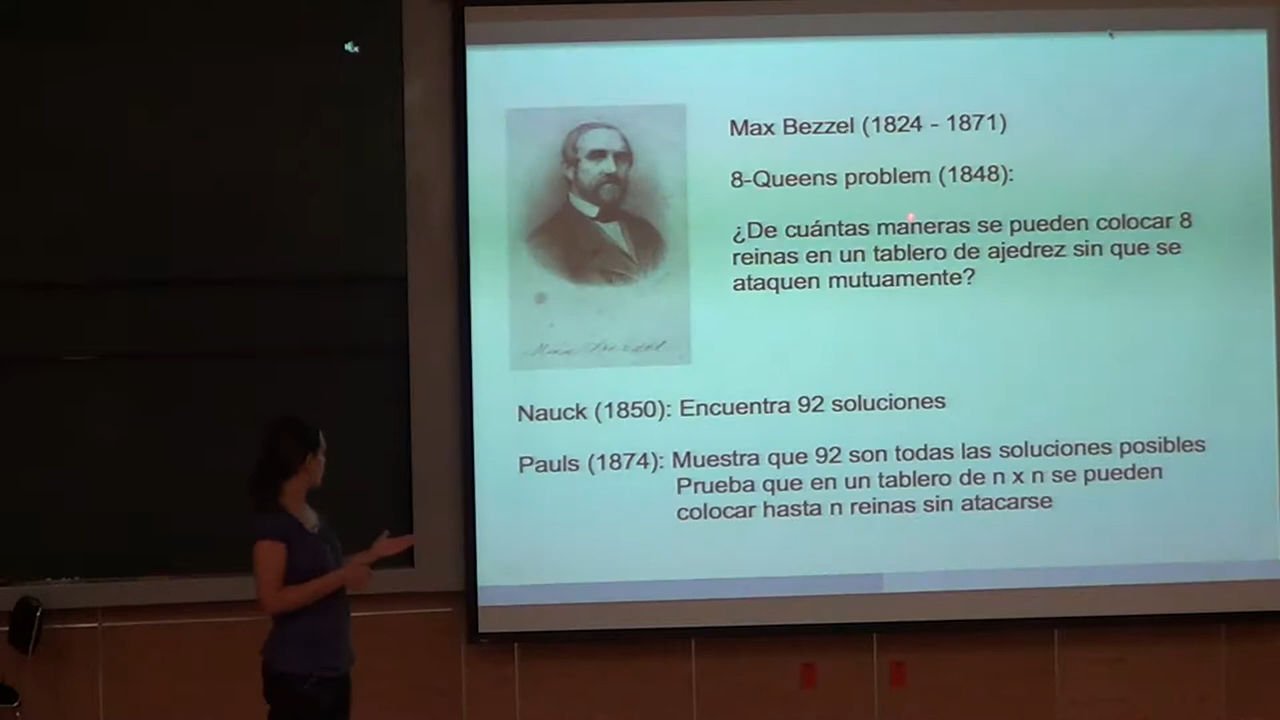 Max Bezzel (1824 - 1871)
8-Queens problem (1848):
¿De cuántas maneras se pueden colocar 8
reinas en un tablero de ajedrez sin que se
ataquen mutuamente?
Nauck (1850): Encuentra 92 soluciones
Pauls (1874): Muestra que 92 son todas las soluciones posibles
Prueba que en un tablero de n x n se pueden
colocar hasta n reinas sin atacarse